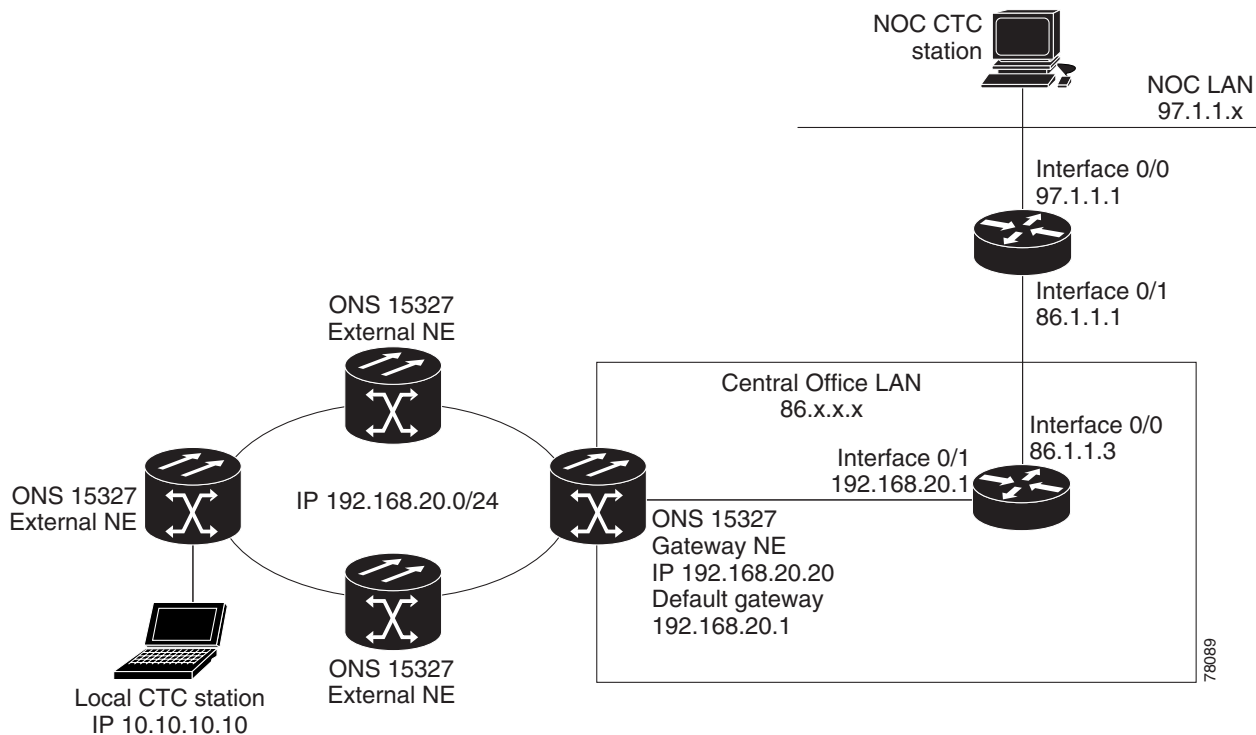 NOC CTC
station
NOC LAN
97.1.1.x
Interface 0/0
97.1.1.1
Interface 0/1
86.1.1.1
ONS 15327
External NE
Central Office LAN
86.x.x.x
Interface 0/0
86.1.1.3
Interface 0/1
192.168.20.1
ONS 15327
External NE
IP 192.168.20.0/24
ONS 15327
Gateway NE
IP 192.168.20.20
Default gateway
192.168.20.1
ONS 15327
External NE
Local CTC station
IP 10.10.10.10
78089